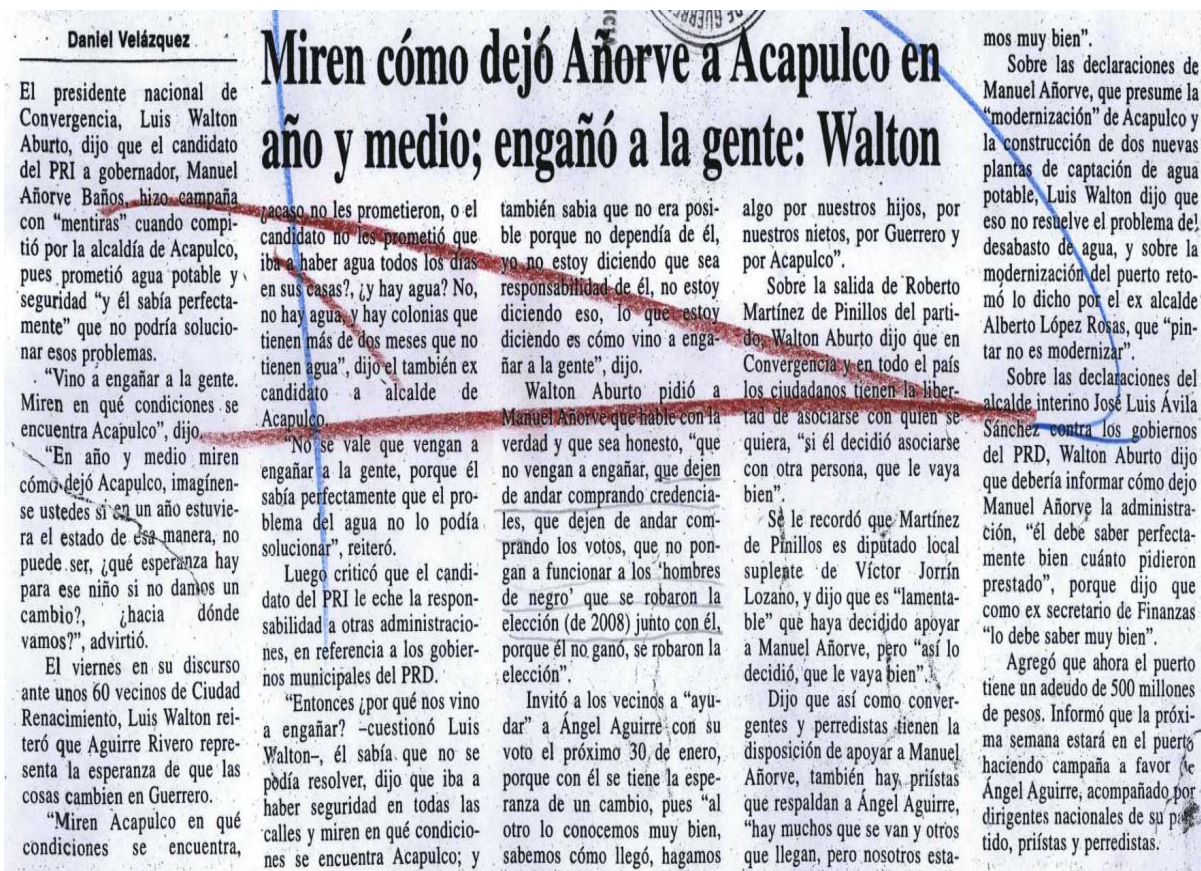 Daniel Velázquez
Miren cómo dejó Añorve a Acapulco en
año y medio; engañó a la gente: Walton
El presidente nacional de
Convergencia, Luis Walton
Aburto, dijo que el candidato
del PRI a gobernador, Manuel
Añorve Baños, hizo campaña
con “mentiras” cuando compi-
tió por la alcaldía de Acapulco,
pues prometió agua potable y
seguridad “y él sabía perfecta-
mente” que no podría solucio-
nar esos problemas.
“Vino a engañar a la gente.
Miren en qué condiciones se
encuentra Acapulco”, dijo.
“En año y medio miren
cómo dejó Acapulco, imagínen-
se ustedes si en un año estuvie-
ra el estado de esa manera, no
puede ser, ¿qué esperanza hay
para ese niño si no damos un
cambio?, ¿hacia dónde
vamos?”, advirtió.
El viernes en su discurso
ante unos 60 vecinos de Ciudad
Renacimiento, Luis Walton rei-
teró que Aguirre Rivero repre-
senta la esperanza de que las
cosas cambien en Guerrero.
“Miren Acapulco en qué
condiciones se encuentra,
¿acaso no les prometieron, o el
candidato no les prometió que
iba a haber agua todos los días
en sus casas?, ¿y hay agua? No,
no hay agua, y hay colonias que
tienen más de dos meses que no
tienen agua”, dijo el también ex
candidato a alcalde de
Acapulco.
“No se vale que vengan a
engañar a la gente, porque él
sabía perfectamente que el pro-
blema del agua no lo podía
solucionar”, reiteró.
Luego criticó que el candi-
dato del PRI le eche la respon-
sabilidad a otras administracio-
nes, en referencia a los gobier-
nos municipales del PRD.
“Entonces ¿por qué nos vino
a engañar? –cuestionó Luis
Walton–, él sabía que no se
podía resolver, dijo que iba a
haber seguridad en todas las
calles y miren en qué condicio-
nes se encuentra Acapulco; y
también sabia que no era posi-
ble porque no dependía de él,
yo no estoy diciendo que sea
responsabilidad de él, no estoy
diciendo eso, lo que estoy
diciendo es cómo vino a enga-
ñar a la gente”, dijo.
Walton Aburto pidió a
Manuel Añorve que hable con la
verdad y que sea honesto, “que
no vengan a engañar, que dejen
de andar comprando credencia-
les, que dejen de andar com-
prando los votos, que no pon-
gan a funcionar a los ‘hombres
de negro’ que se robaron la
elección (de 2008) junto con él,
porque él no ganó, se robaron la
elección”.
Invitó a los vecinos a “ayu-
dar” a Ángel Aguirre con su
voto el próximo 30 de enero,
porque con él se tiene la espe-
ranza de un cambio, pues “al
otro lo conocemos muy bien,
sabemos cómo llegó, hagamos
algo por nuestros hijos, por
nuestros nietos, por Guerrero y
por Acapulco”.
Sobre la salida de Roberto
Martínez de Pinillos del parti-
do, Walton Aburto dijo que en
Convergencia y en todo el país
los ciudadanos tienen la liber-
tad de asociarse con quien se
quiera, “si él decidió asociarse
con otra persona, que le vaya
bien”.
Se le recordó que Martínez
de Pinillos es diputado local
suplente de Víctor Jorrín
Lozano, y dijo que es “lamenta-
ble” que haya decidido apoyar
a Manuel Añorve, pero “así lo
decidió, que le vaya bien”.
Dijo que así como conver-
gentes y perredistas tienen la
disposición de apoyar a Manuel
Añorve, también hay priístas
que respaldan a Ángel Aguirre,
“hay muchos que se van y otros
que llegan, pero nosotros esta-
mos muy bien”.
Sobre las declaraciones de
Manuel Añorve, que presume la
“modernización” de Acapulco y
la construcción de dos nuevas
plantas de captación de agua
potable, Luis Walton dijo que
eso no resuelve el problema del
desabasto de agua, y sobre la
modernización del puerto reto-
mó lo dicho por el ex alcalde
Alberto López Rosas, que “pin-
tar no es modernizar”.
Sobre las declaraciones del
alcalde interino José Luis Ávila
Sánchez contra los gobiernos
del PRD, Walton Aburto dijo
que debería informar cómo dejo
Manuel Añorve la administra-
ción, “él debe saber perfecta-
mente bien cuánto pidieron
prestado”, porque dijo que
como ex secretario de Finanzas
“lo debe saber muy bien”.
Agregó que ahora el puerto
tiene un adeudo de 500 millones
de pesos. Informó que la próxi-
ma semana estará en el puerto
haciendo campaña a favor de
Ángel Aguirre, acompañado por
dirigentes nacionales de su par-
tido, priístas y perredistas.